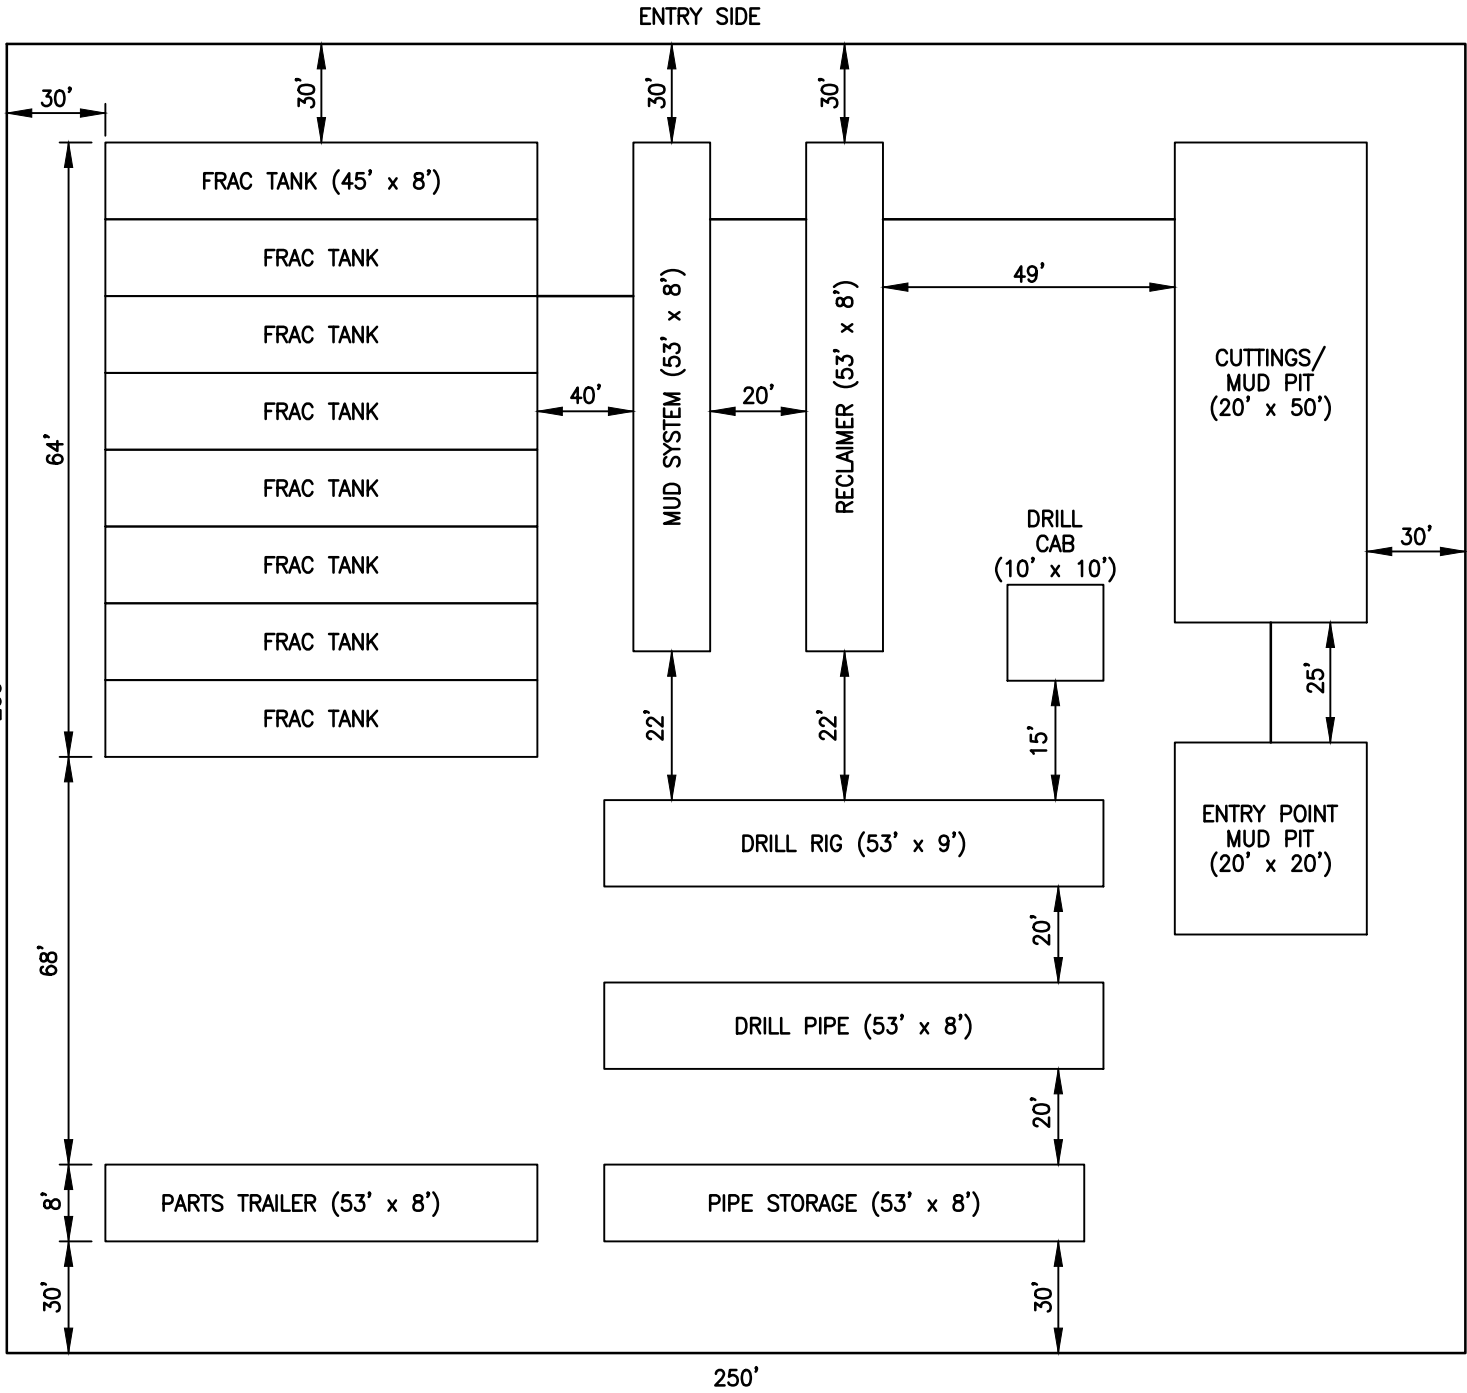 ENTRY SIDE
30'
30'
30'
30'
FRAC TANK (45' x 8')
FRAC TANK
FRAC TANK
FRAC TANK
FRAC TANK
FRAC TANK
FRAC TANK
FRAC TANK
64'
40'
MUD SYSTEM (53' x 8')
20'
RECLAIMER (53' x 8')
49'
CUTTINGS/
MUD PIT
(20' x 50')
30'
DRILL
CAB
(10' x 10')
22'
22'
15'
25'
DRILL RIG (53' x 9')
ENTRY POINT
MUD PIT
(20' x 20')
68'
20'
DRILL PIPE (53' x 8')
20'
8'
PARTS TRAILER (53' x 8')
PIPE STORAGE (53' x 8')
30'
30'
250'